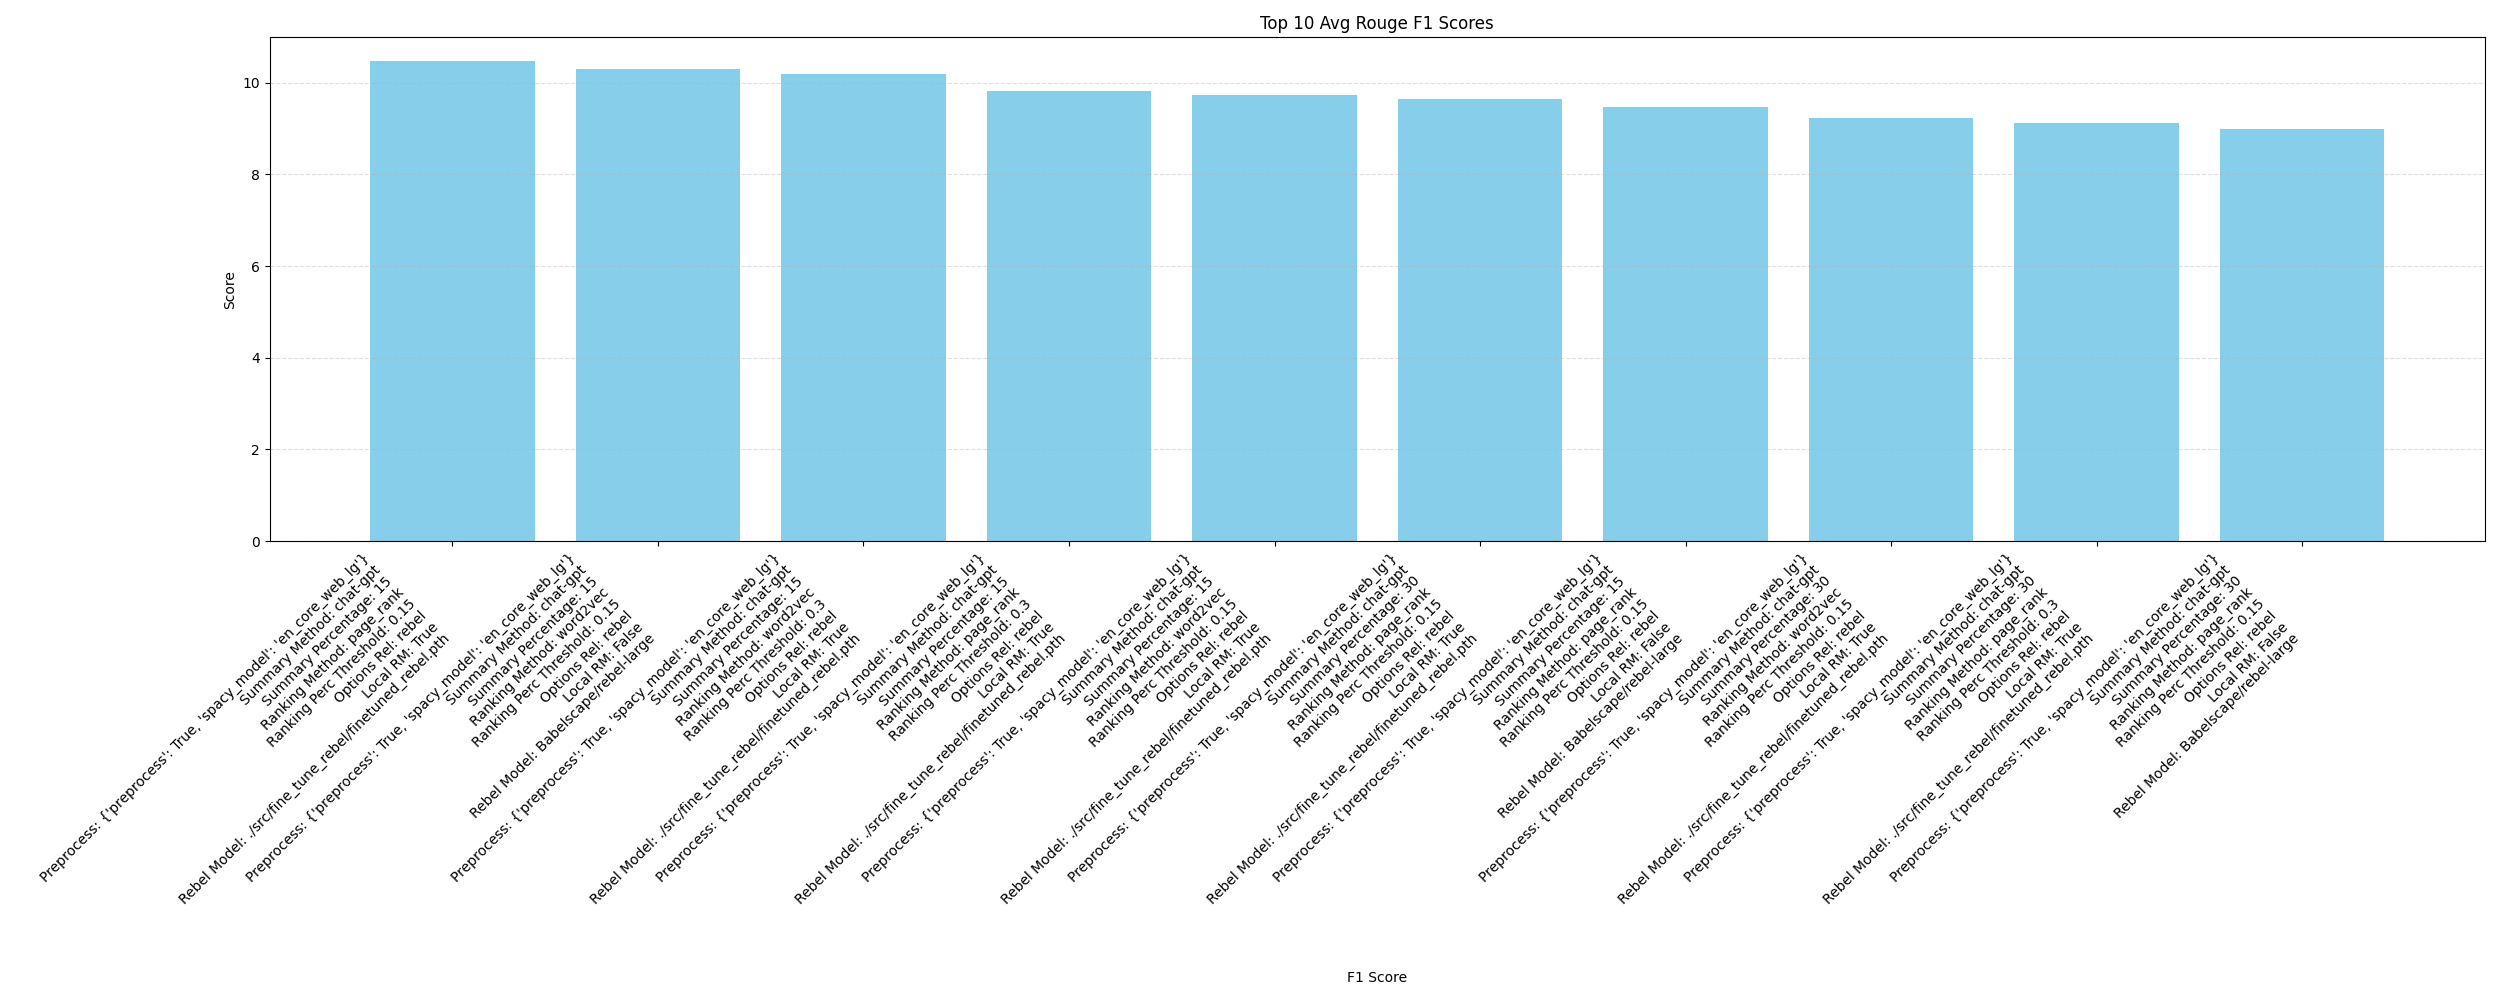 Top 10 Avg Rouge F1 Scores
Score
10
8
6
4
2
0
Preprocess: {'preprocess': True, 'spacy_model': 'en_core_web_lg'}
Summary Method: chat-gpt
Summary Percentage: 15
Ranking Method: page_rank
Ranking Perc Threshold: 0.15
Options Rel: rebel
Local RM: True
Rebel Model: ./src/fine_tune_rebel/finetuned_rebel.pth
Preprocess: {'preprocess': True, 'spacy_model': 'en_core_web_lg'}
Summary Method: chat-gpt
Summary Percentage: 15
Ranking Method: word2vec
Ranking Perc Threshold: 0.15
Options Rel: rebel
Local RM: False
Rebel Model: Babelscape/rebel-large
Preprocess: {'preprocess': True, 'spacy_model': 'en_core_web_lg'}
Summary Method: chat-gpt
Summary Percentage: 15
Ranking Method: word2vec
Ranking Perc Threshold: 0.3
Options Rel: rebel
Local RM: True
Rebel Model: ./src/fine_tune_rebel/finetuned_rebel.pth
Preprocess: {'preprocess': True, 'spacy_model': 'en_core_web_lg'}
Summary Method: chat-gpt
Summary Percentage: 15
Ranking Method: page_rank
Ranking Perc Threshold: 0.3
Options Rel: rebel
Local RM: True
Rebel Model: ./src/fine_tune_rebel/finetuned_rebel.pth
Preprocess: {'preprocess': True, 'spacy_model': 'en_core_web_lg'}
Summary Method: chat-gpt
Summary Percentage: 15
Ranking Method: word2vec
Ranking Perc Threshold: 0.15
Options Rel: rebel
Local RM: True
Rebel Model: ./src/fine_tune_rebel/finetuned_rebel.pth
Preprocess: {'preprocess': True, 'spacy_model': 'en_core_web_lg'}
Summary Method: chat-gpt
Summary Percentage: 30
Ranking Method: page_rank
Ranking Perc Threshold: 0.15
Options Rel: rebel
Local RM: True
Rebel Model: ./src/fine_tune_rebel/finetuned_rebel.pth
Preprocess: {'preprocess': True, 'spacy_model': 'en_core_web_lg'}
Summary Method: chat-gpt
Summary Percentage: 15
Ranking Method: page_rank
Ranking Perc Threshold: 0.15
Options Rel: rebel
Local RM: False
Rebel Model: Babelscape/rebel-large
Preprocess: {'preprocess': True, 'spacy_model': 'en_core_web_lg'}
Summary Method: chat-gpt
Summary Percentage: 30
Ranking Method: word2vec
Ranking Perc Threshold: 0.15
Options Rel: rebel
Local RM: True
Rebel Model: ./src/fine_tune_rebel/finetuned_rebel.pth
Preprocess: {'preprocess': True, 'spacy_model': 'en_core_web_lg'}
Summary Method: chat-gpt
Summary Percentage: 30
Ranking Method: page_rank
Ranking Perc Threshold: 0.3
Options Rel: rebel
Local RM: True
Rebel Model: ./src/fine_tune_rebel/finetuned_rebel.pth
Preprocess: {'preprocess': True, 'spacy_model': 'en_core_web_lg'}
Summary Method: chat-gpt
Summary Percentage: 30
Ranking Method: page_rank
Ranking Perc Threshold: 0.15
Options Rel: rebel
Local RM: False
Rebel Model: Babelscape/rebel-large
F1 Score